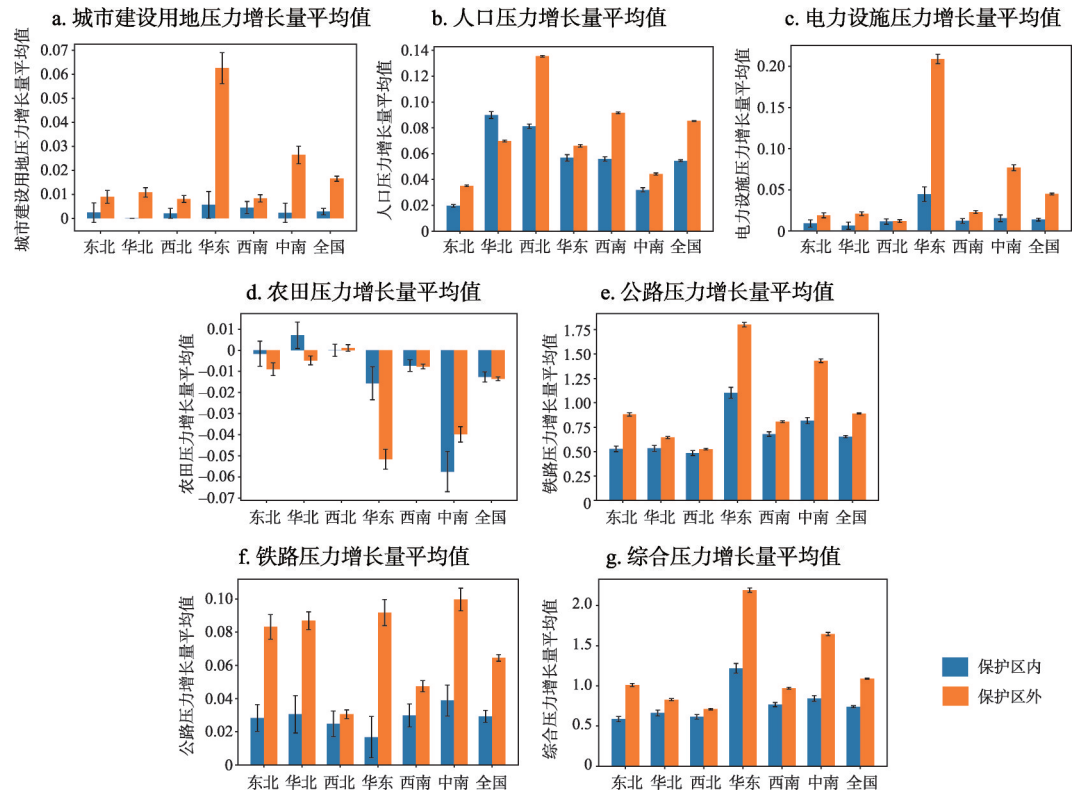 a. 城市建设用地压力增长量平均值
城市建设用地压力增长量平均值
0.07
0.06
0.05
0.04
0.03
0.02
0.01
0
东北 华北 西北 华东 西南 中南 全国
b. 人口压力增长量平均值
人口压力增长量平均值
0.14
0.12
0.10
0.08
0.06
0.04
0.02
0
东北 华北 西北 华东 西南 中南 全国
c. 电力设施压力增长量平均值
电力设施压力增长量平均值
0.20
0.15
0.10
0.05
0
东北 华北 西北 华东 西南 中南 全国
d. 农田压力增长量平均值
农田压力增长量平均值
0.01
0
−0.01
−0.02
−0.03
−0.04
−0.05
−0.06
−0.07
东北 华北 西北 华东 西南 中南 全国
e. 公路压力增长量平均值
铁路压力增长量平均值
1.75
1.50
1.25
1.00
0.75
0.50
0.25
0
东北 华北 西北 华东 西南 中南 全国
f. 铁路压力增长量平均值
公路压力增长量平均值
0.10
0.08
0.06
0.04
0.02
0
东北 华北 西北 华东 西南 中南 全国
g. 综合压力增长量平均值
综合压力增长量平均值
2.0
1.5
1.0
0.5
0
东北 华北 西北 华东 西南 中南 全国
保护区内
保护区外